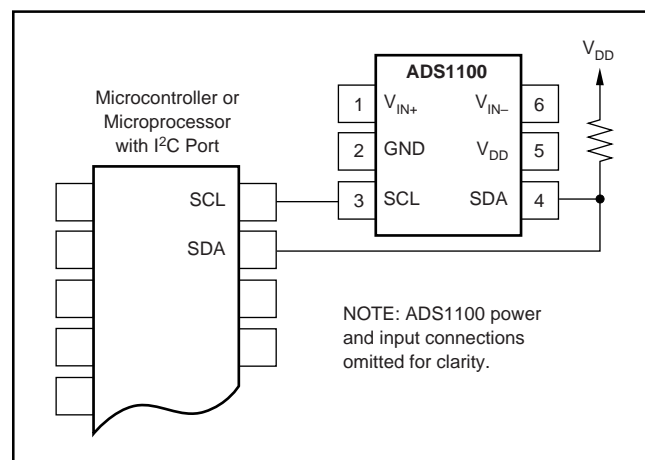 Microcontroller or
Microprocessor
with I²C Port
SCL
SDA
ADS1100
1 V_IN+ V_IN– 6
2 GND V_DD 5
3 SCL SDA 4
V_DD
NOTE: ADS1100 power
and input connections
omitted for clarity.